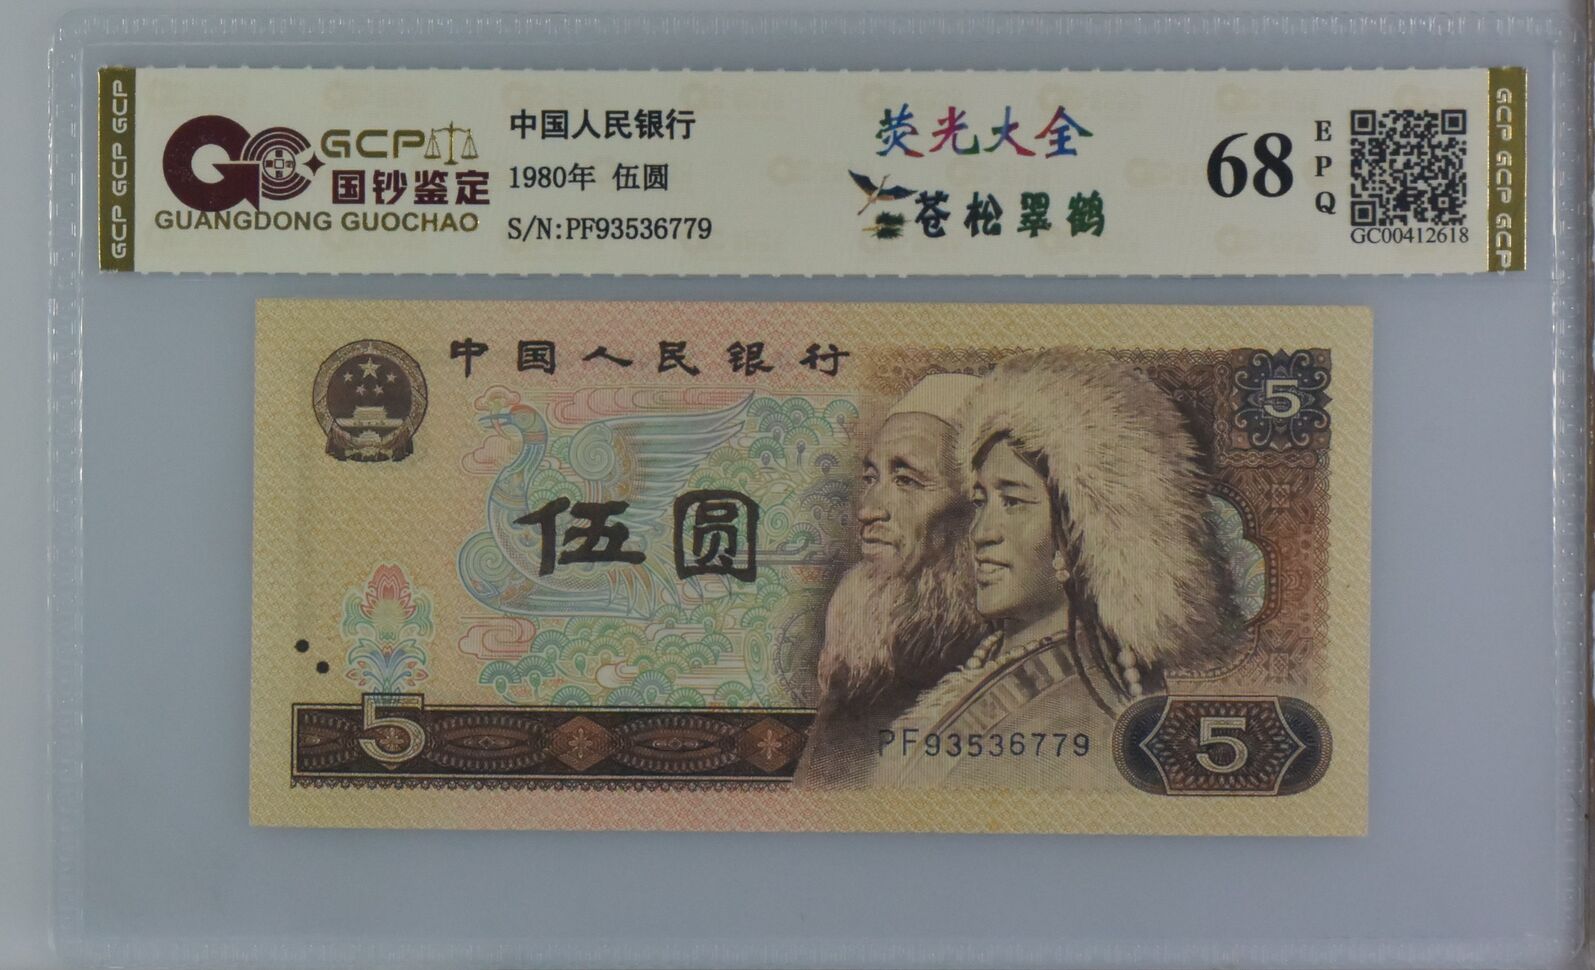 GCP GCP GCP
GCP
国钞鉴定
GUANGDONG GUOCHAO
中国人民银行
1980年 伍圆
S/N:PF93536779
荧光大全
苍松翠鹤
68
EPQ
GC00412618
GCP GCP GCP
中国人民银行
5
伍圆
5
PF93536779
5